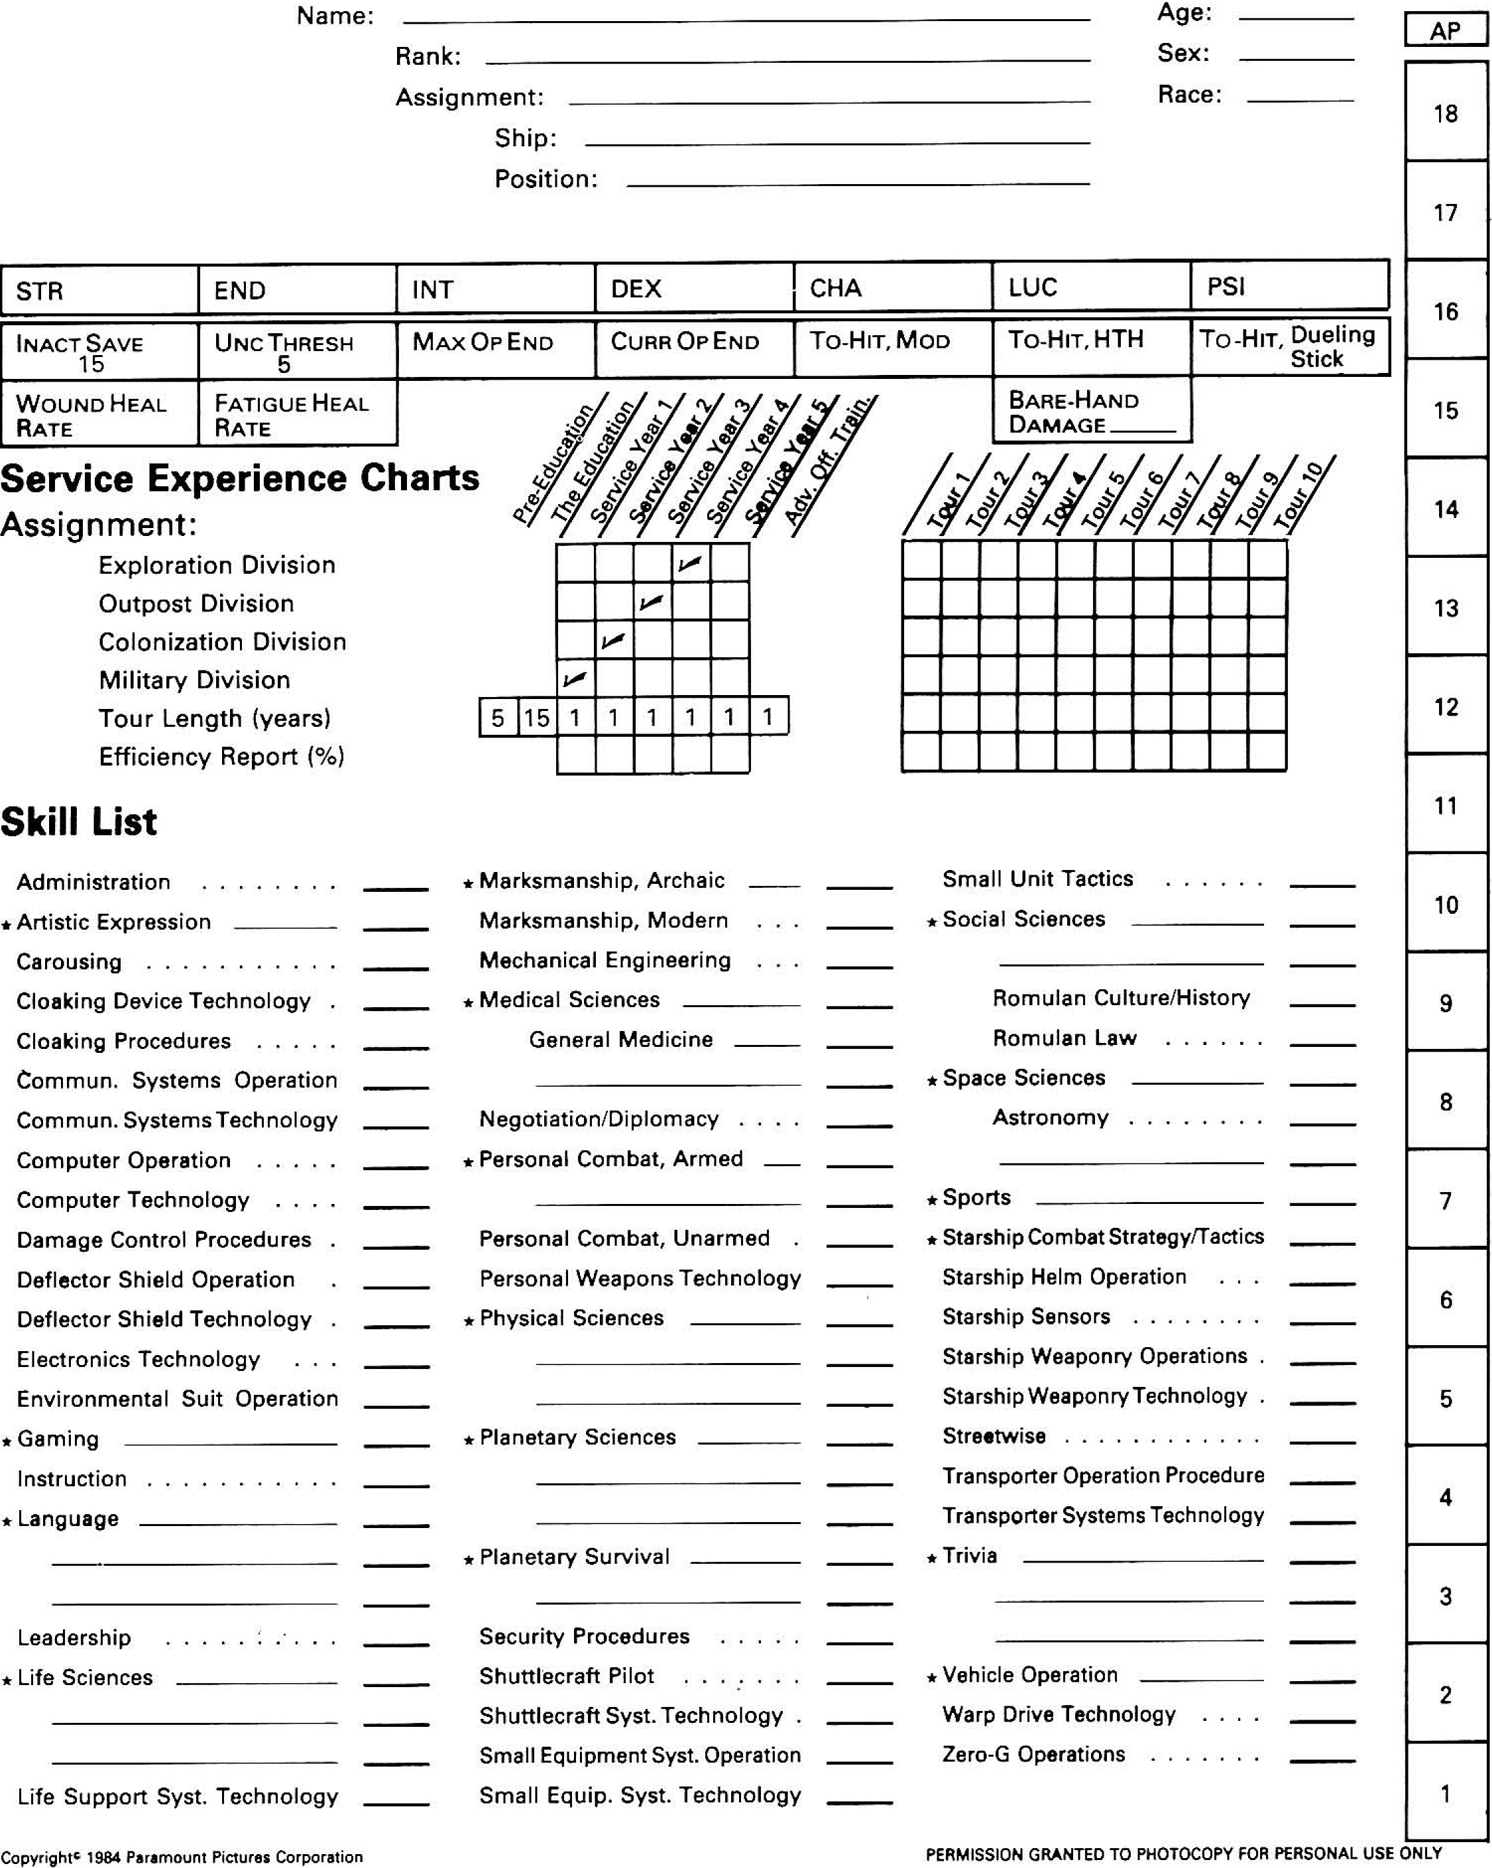 Name:
Age:
Rank:
Sex:
Assignment:
Race:
Ship:
Position:
AP
18
17
16
15
14
13
12
11
10
9
8
7
6
5
4
3
2
1
STR END INT DEX CHA LUC PSI
INACT SAVE 15
UNC THRESH 5
MAX OP END
CURR OP END
TO-HIT, MOD
TO-HIT, HTH
TO-HIT, Dueling Stick
WOUND HEAL RATE
FATIGUE HEAL RATE
BARE-HAND DAMAGE
Service Experience Charts
Pre-Education
The Education
Service Year 1
Service Year 2
Service Year 3
Service Year 4
Service Year 5
Adv. Off. Train.
Tour 1
Tour 2
Tour 3
Tour 4
Tour 5
Tour 6
Tour 7
Tour 8
Tour 9
Tour 10
Assignment:
Exploration Division
Outpost Division
Colonization Division
Military Division
Tour Length (years) 5 15 1 1 1 1 1 1
Efficiency Report (%)
Skill List
Administration
★ Artistic Expression
Carousing
Cloaking Device Technology
Cloaking Procedures
Commun. Systems Operation
Commun. Systems Technology
Computer Operation
Computer Technology
Damage Control Procedures
Deflector Shield Operation
Deflector Shield Technology
Electronics Technology
Environmental Suit Operation
★ Gaming
Instruction
★ Language
Leadership
★ Life Sciences
Life Support Syst. Technology
★ Marksmanship, Archaic
Marksmanship, Modern
Mechanical Engineering
★ Medical Sciences
General Medicine
Negotiation/Diplomacy
★ Personal Combat, Armed
Personal Combat, Unarmed
Personal Weapons Technology
★ Physical Sciences
★ Planetary Sciences
★ Planetary Survival
Security Procedures
Shuttlecraft Pilot
Shuttlecraft Syst. Technology
Small Equipment Syst. Operation
Small Equip. Syst. Technology
Small Unit Tactics
★ Social Sciences
Romulan Culture/History
Romulan Law
★ Space Sciences
Astronomy
★ Sports
★ Starship Combat Strategy/Tactics
Starship Helm Operation
Starship Sensors
Starship Weaponry Operations
Starship Weaponry Technology
Streetwise
Transporter Operation Procedure
Transporter Systems Technology
★ Trivia
★ Vehicle Operation
Warp Drive Technology
Zero-G Operations
Copyright© 1984 Paramount Pictures Corporation
PERMISSION GRANTED TO PHOTOCOPY FOR PERSONAL USE ONLY